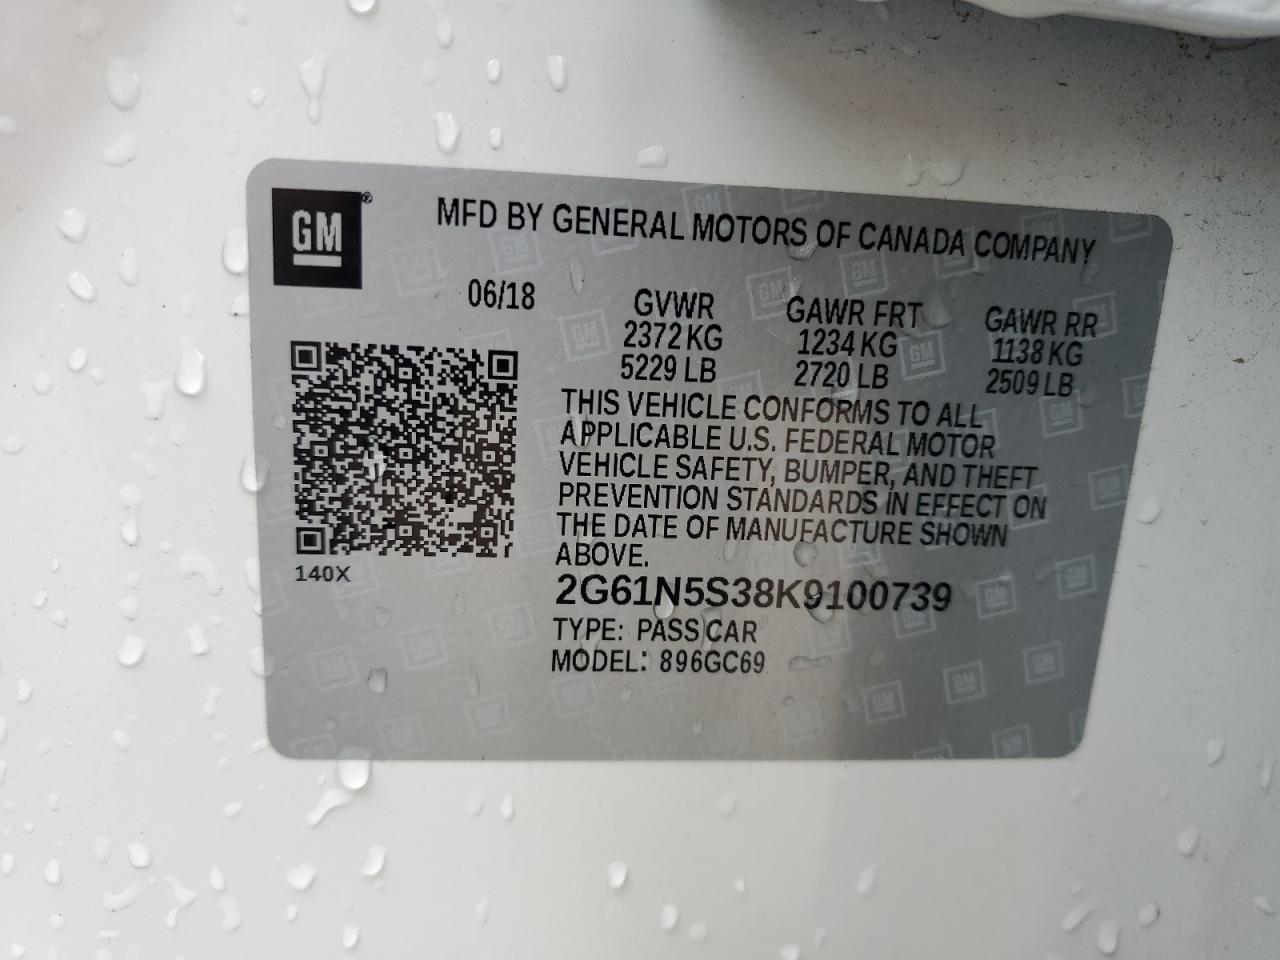 GM®
MFD BY GENERAL MOTORS OF CANADA COMPANY
06/18
GVWR GAWR FRT GAWR RR
2372 KG 1234 KG 1138 KG
5229 LB 2720 LB 2509 LB
THIS VEHICLE CONFORMS TO ALL
APPLICABLE U.S. FEDERAL MOTOR
VEHICLE SAFETY, BUMPER, AND THEFT
PREVENTION STANDARDS IN EFFECT ON
THE DATE OF MANUFACTURE SHOWN
ABOVE.
140X
2G61N5S38K9100739
TYPE: PASS CAR
MODEL: 896GC69